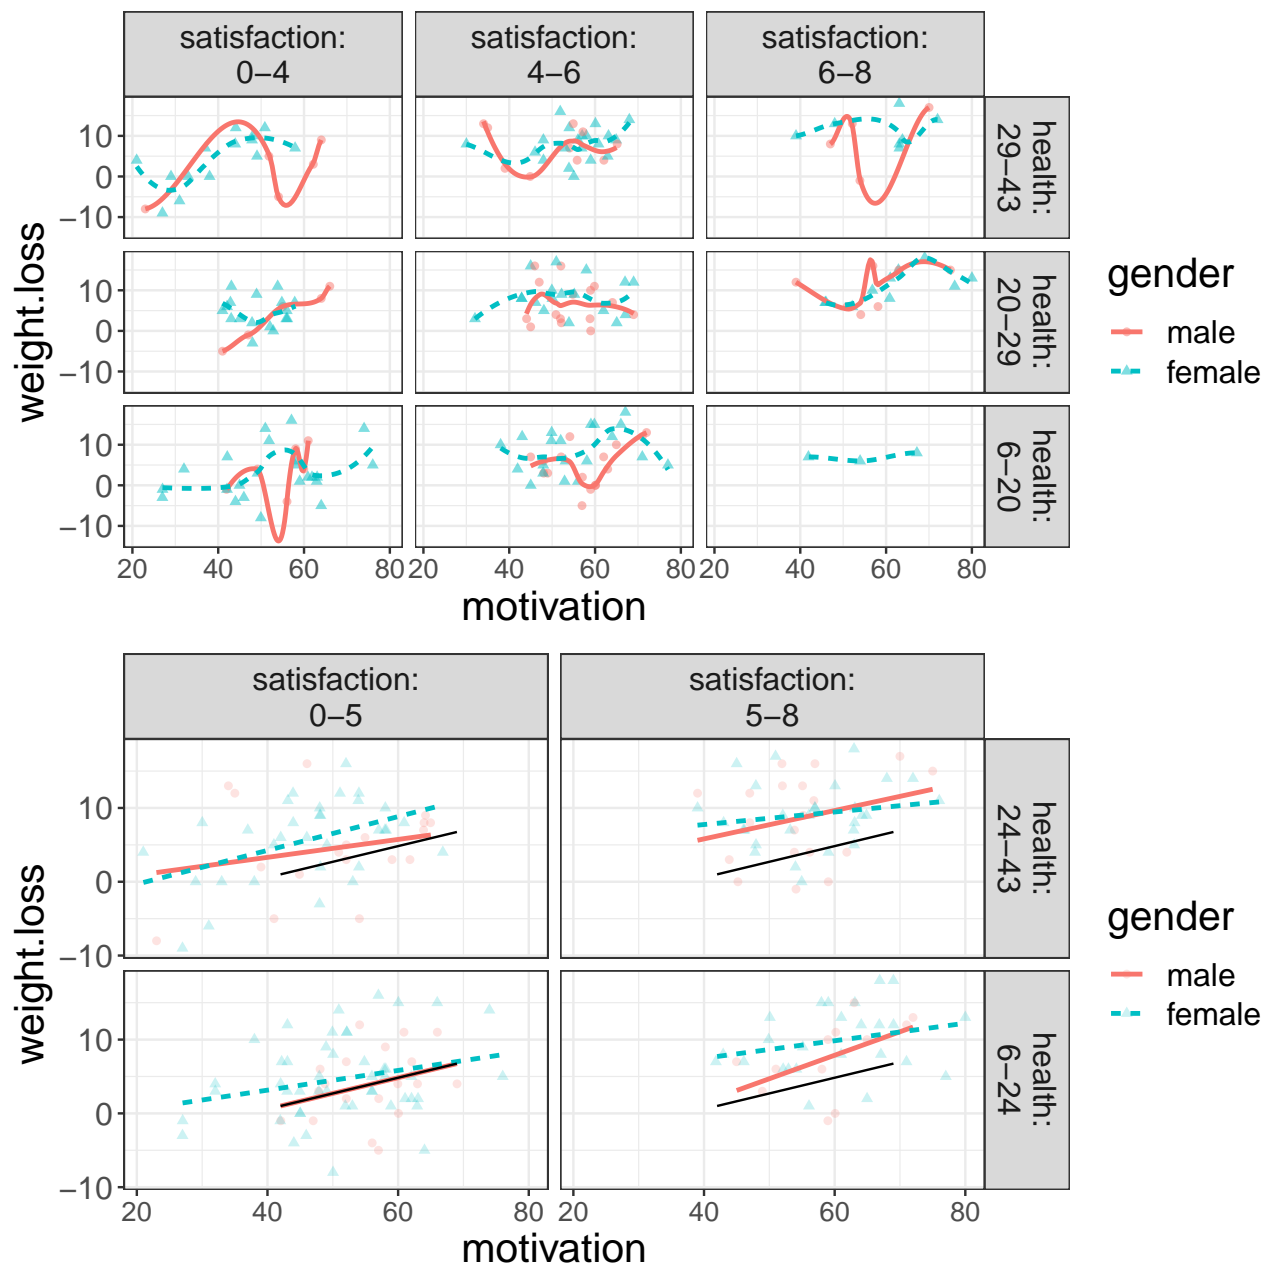 satisfaction:
0–4
satisfaction:
4–6
satisfaction:
6–8
weight.loss
10
0
−10
health:
29–43
10
0
−10
health:
20–29
10
0
−10
health:
6–20
20 40 60 80 20 40 60 80 20 40 60 80
motivation
gender
male
female
satisfaction:
0–5
satisfaction:
5–8
weight.loss
10
0
−10
health:
24–43
10
0
−10
health:
6–24
20 40 60 80 20 40 60 80
motivation
gender
male
female